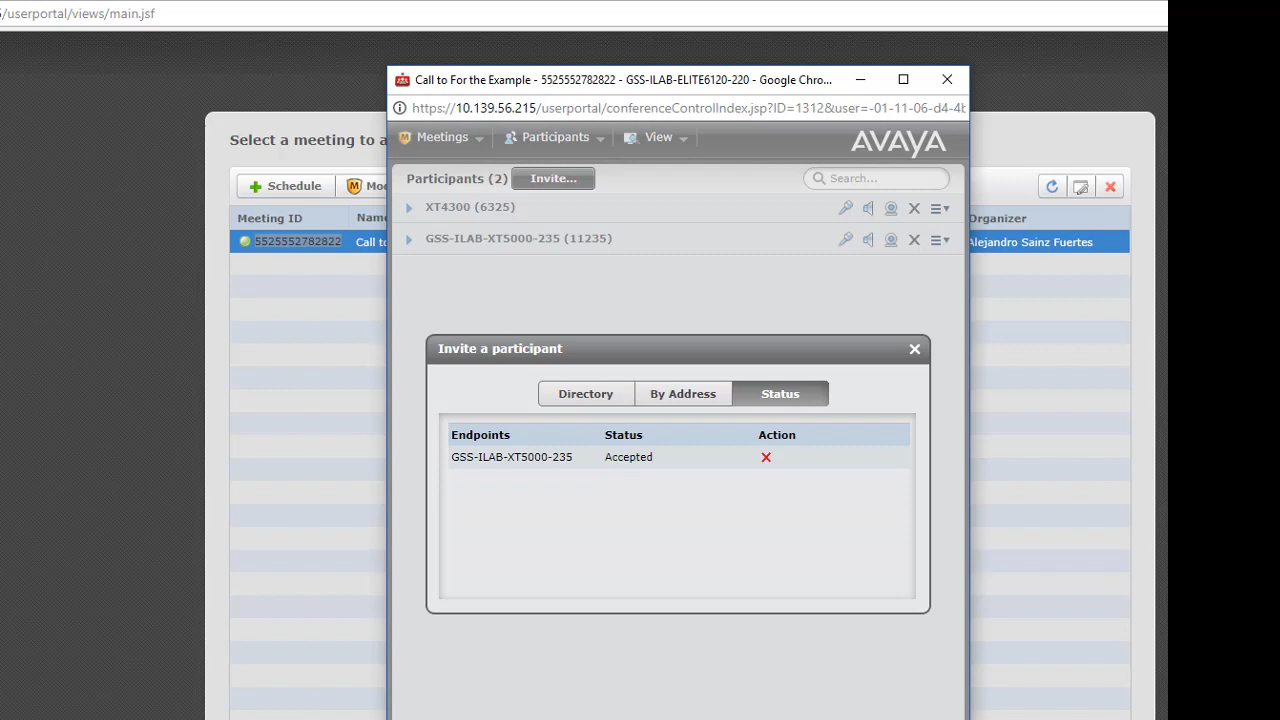 /userportal/views/main.jsf
Call to For the Example - 5525552782822 - GSS-ILAB-ELITE6120-220 - Google Chro...
https://10.139.56.215/userportal/conferenceControlIndex.jsp?ID=1312&user=-01-11-06-d4-4b
Meetings Participants View AVAYA
Select a meeting to a
Participants (2) Invite... Search...
Schedule Mo
XT4300 (6325)
Meeting ID Name Organizer
GSS-ILAB-XT5000-235 (11235)
5525552782822 Call to Alejandro Sainz Fuertes
Invite a participant
Directory By Address Status
Endpoints Status Action
GSS-ILAB-XT5000-235 Accepted